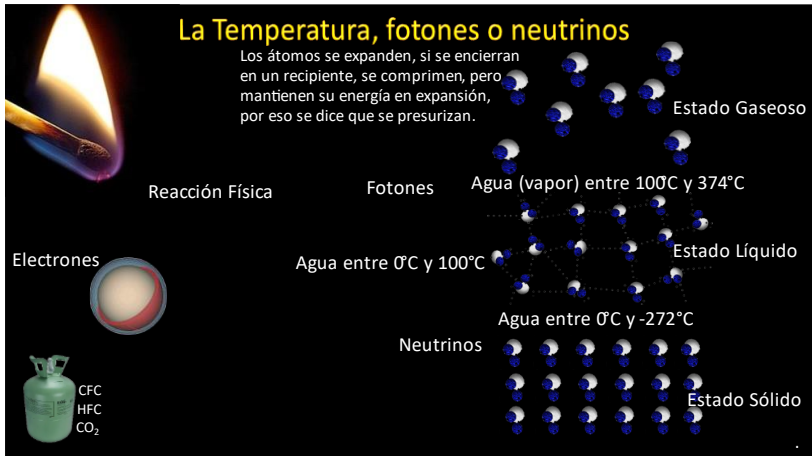 La Temperatura, fotones o neutrinos
Los átomos se expanden, si se encierran
en un recipiente, se comprimen, pero
mantienen su energía en expansión,
por eso se dice que se presurizan.
Estado Gaseoso
Reacción Física
Fotones
Agua (vapor) entre 100°C y 374°C
Electrones
Agua entre 0°C y 100°C
Estado Líquido
Agua entre 0°C y -272°C
Neutrinos
CFC
HFC
CO₂
Estado Sólido
.